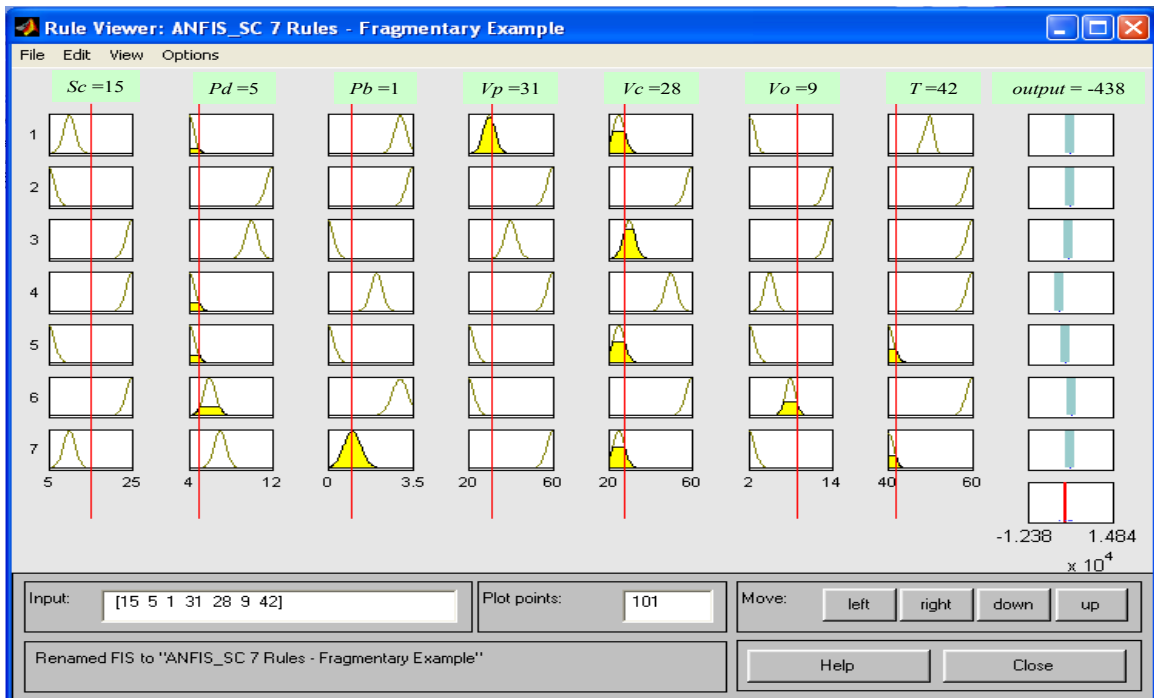 Rule Viewer: ANFIS_SC 7 Rules - Fragmentary Example
File Edit View Options
Sc =15 Pd =5 Pb =1 Vp =31 Vc =28 Vo =9 T =42 output = -438
1
2
3
4
5
6
7
5 25 4 12 0 3.5 20 60 20 60 2 14 40 60
-1.238 1.484
x 10^4
Input: [15 5 1 31 28 9 42] Plot points: 101 Move: left right down up
Renamed FIS to "ANFIS_SC 7 Rules - Fragmentary Example" Help Close